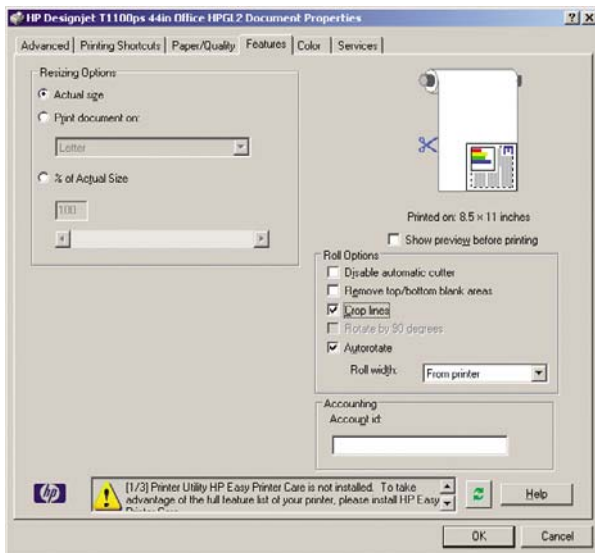 HP Designjet T1100ps 44in Office HPGL2 Document Properties
Advanced Printing Shortcuts Paper/Quality Features Color Services
Resizing Options
Actual size
Print document on:
Letter
% of Actual Size
100
Printed on: 8.5 × 11 inches
Show preview before printing
Roll Options
Disable automatic cutter
Remove top/bottom blank areas
Crop lines
Rotate by 90 degrees
Autorotate
Roll width: From printer
Accounting
Account id:
hp
[1/3] Printer Utility HP Easy Printer Care is not installed. To take
advantage of the full feature list of your printer, please install HP Easy
Printer Care
Help
OK Cancel